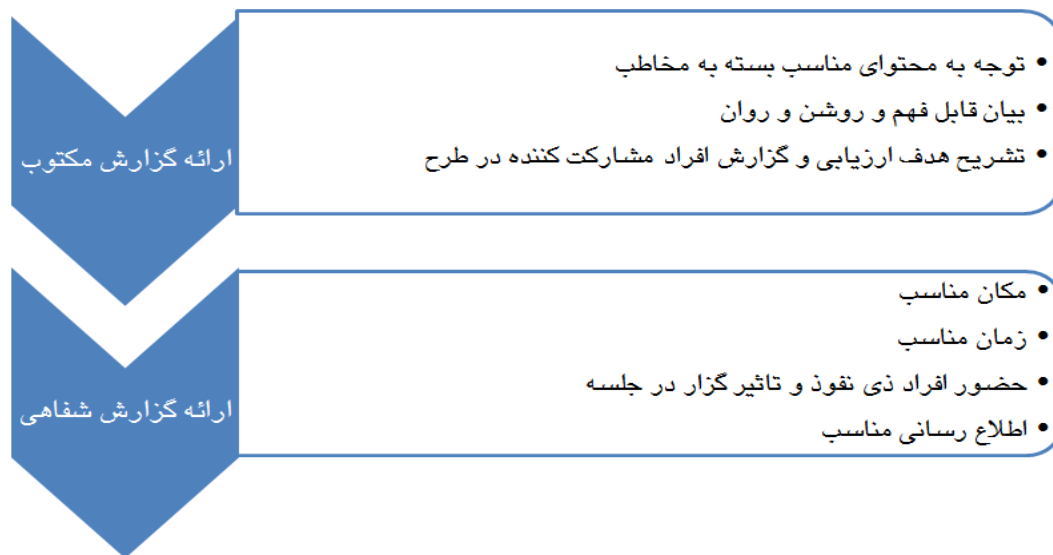 ارائه گزارش مکتوب
• توجه به محتوای مناسب بسته به مخاطب
• بیان قابل فهم و روشن و روان
• تشریح هدف ارزیابی و گزارش افراد مشارکت کننده در طرح
ارائه گزارش شفاهی
• مکان مناسب
• زمان مناسب
• حضور افراد ذی نفوذ و تاثیر گزار در جلسه
• اطلاع رسانی مناسب